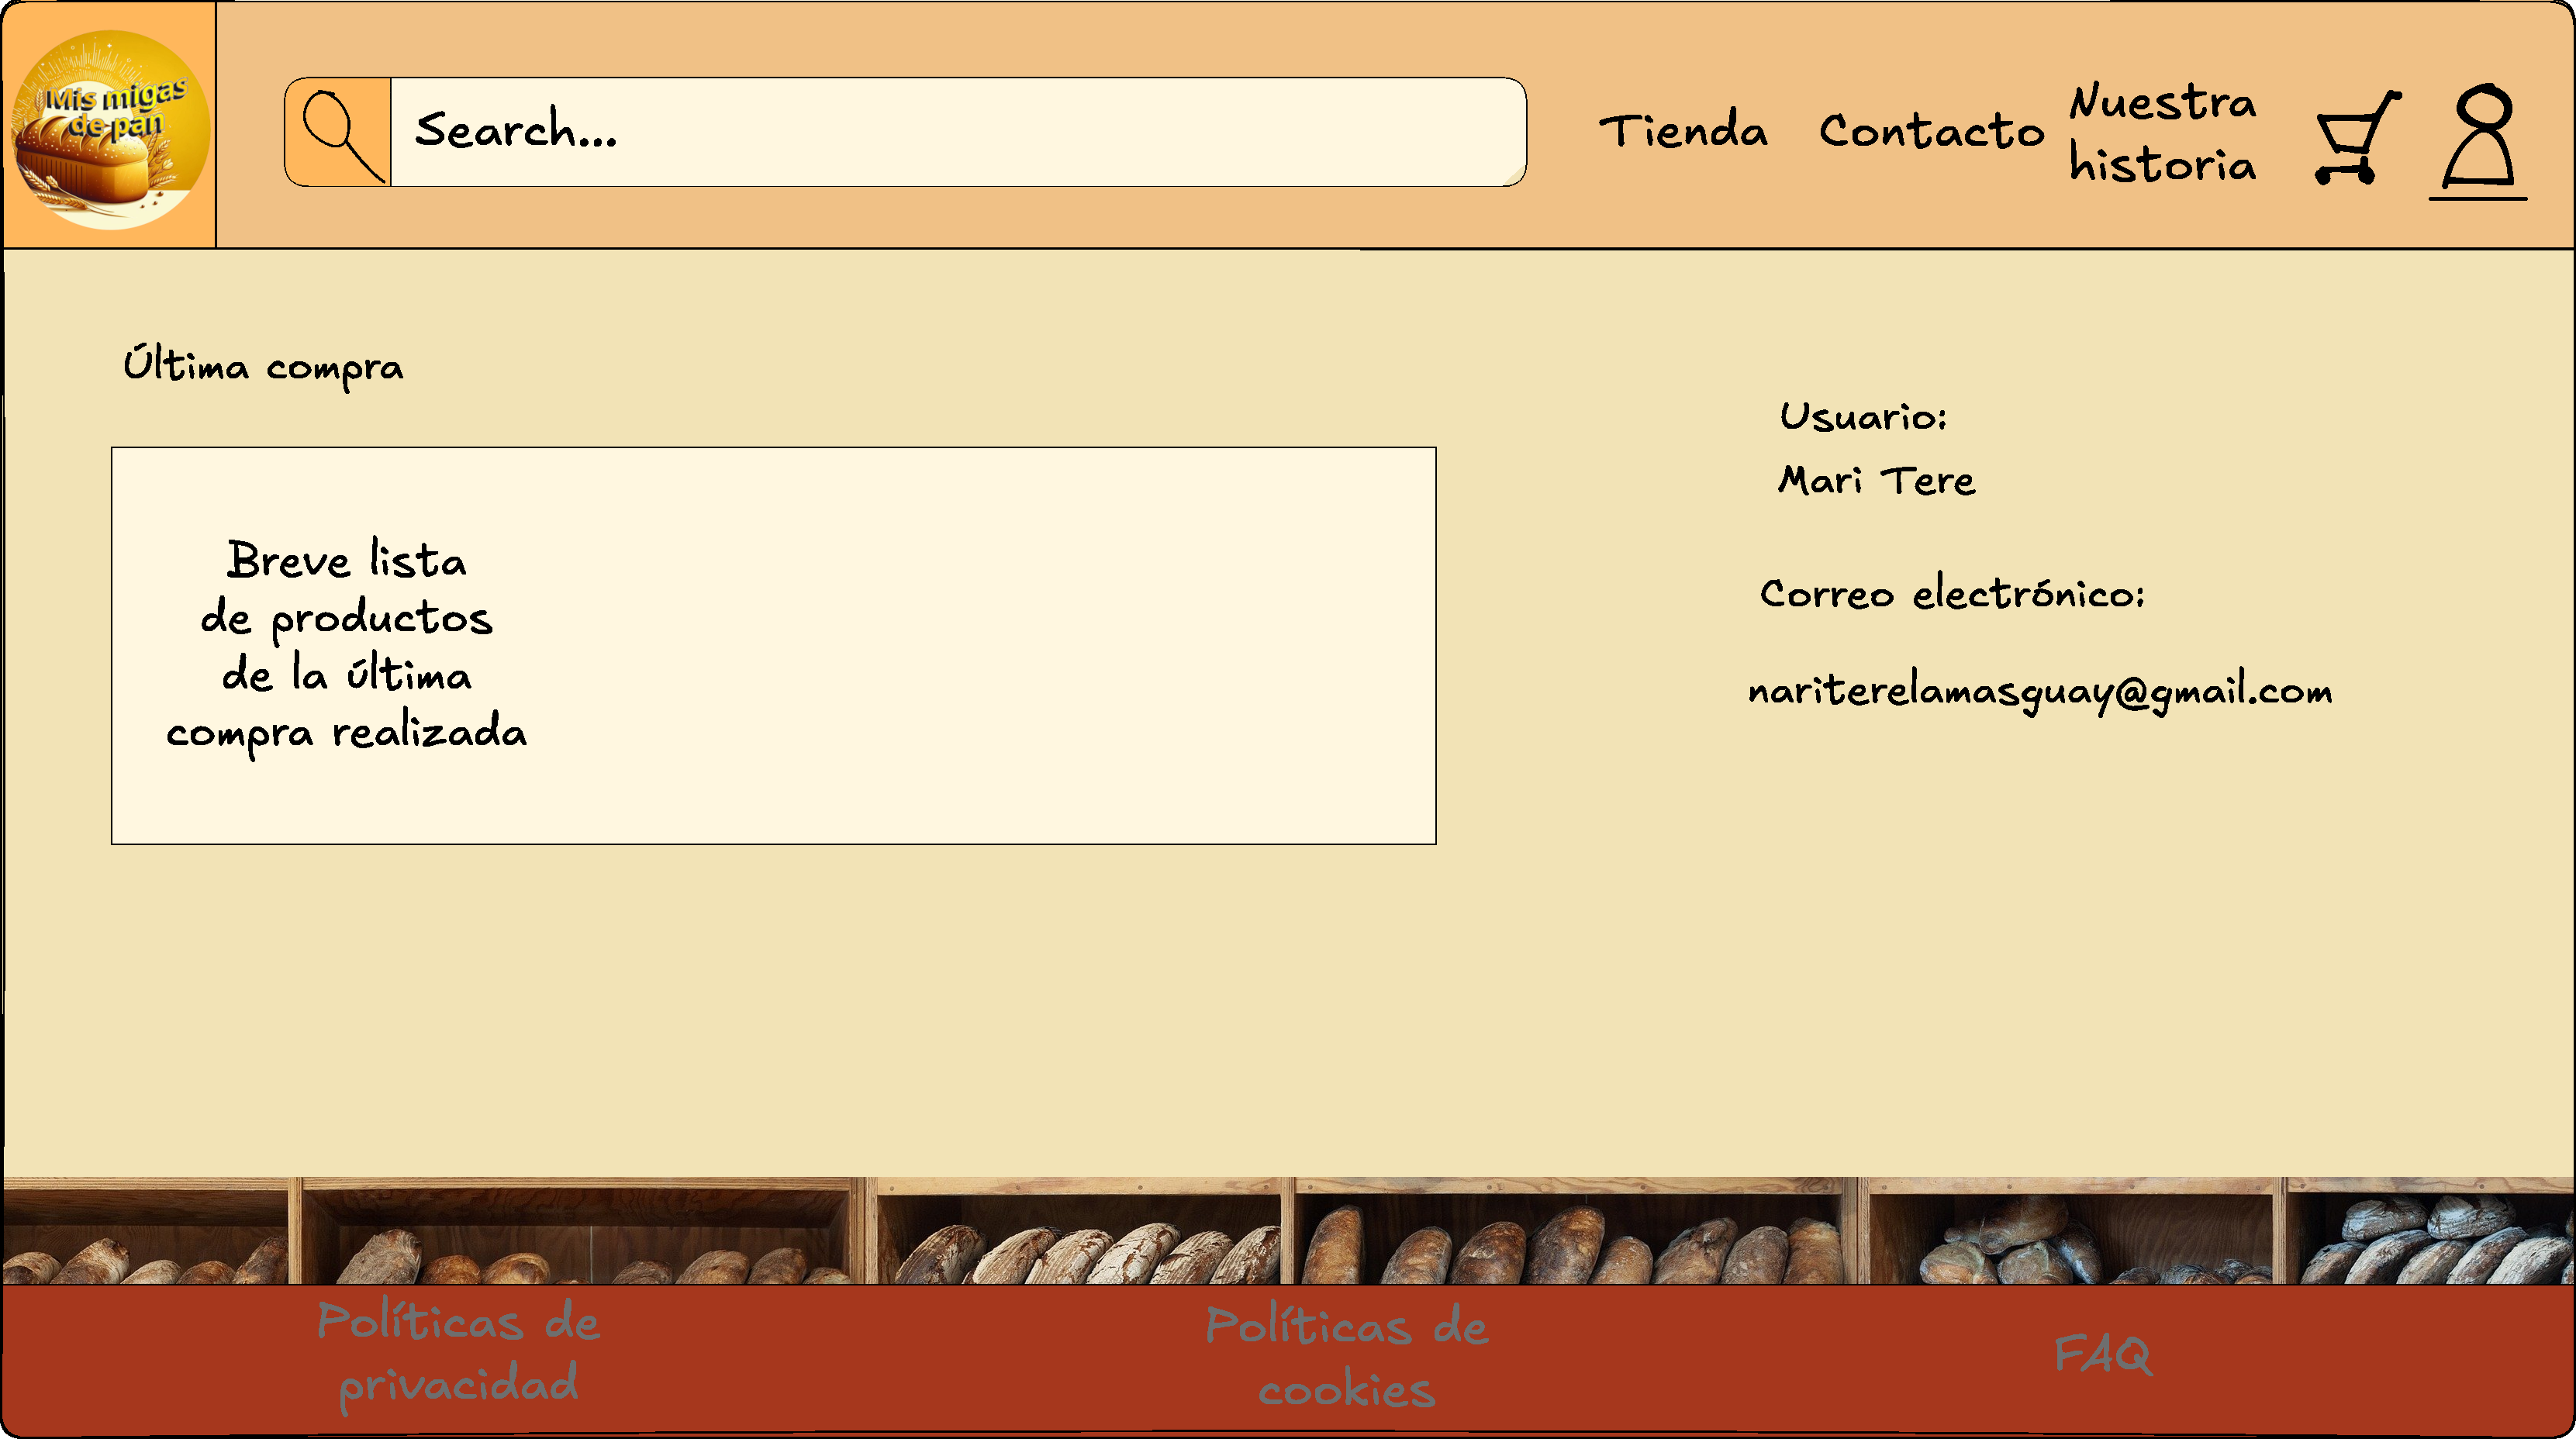 Mis migas
de pan
Search...
Tienda
Contacto
Nuestra
historia
Última compra
Breve lista
de productos
de la última
compra realizada
Usuario:
Mari Tere
Correo electrónico:
nariterelamasguay@gmail.com
Políticas de
privacidad
Políticas de
cookies
FAQ